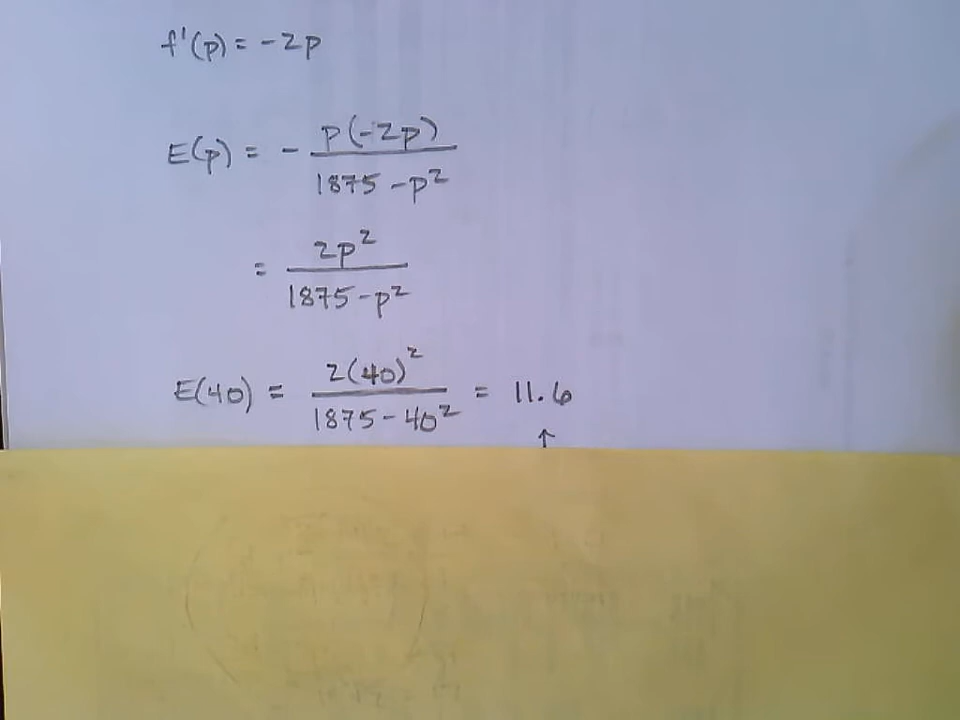 f'(p) = -2p
E(p) = - p(-2p) / 1875 - p²
= 2p² / 1875 - p²
E(40) = 2(40)² / 1875 - 40² = 11.6
↑